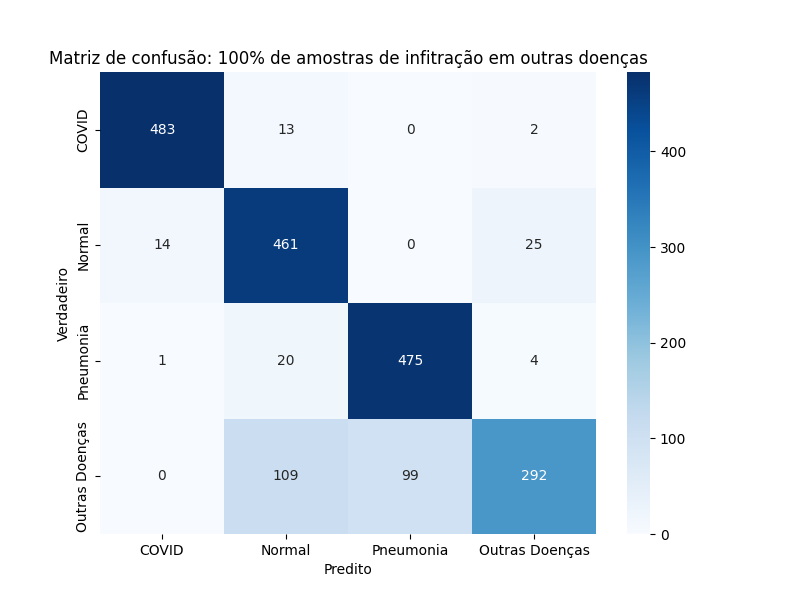 Matriz de confusão: 100% de amostras de infitração em outras doenças
COVID
483 13 0 2
Normal
14 461 0 25
Pneumonia
1 20 475 4
Outras Doenças
0 109 99 292
Verdadeiro
COVID Normal Pneumonia Outras Doenças
Predito
400
300
200
100
0